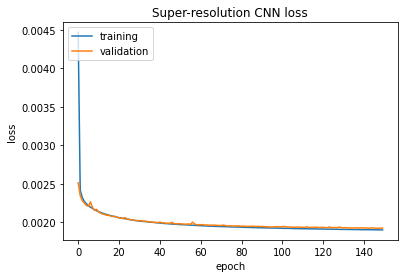 Super-resolution CNN loss
training
validation
0.0045
0.0040
0.0035
0.0030
0.0025
0.0020
loss
0 20 40 60 80 100 120 140
epoch